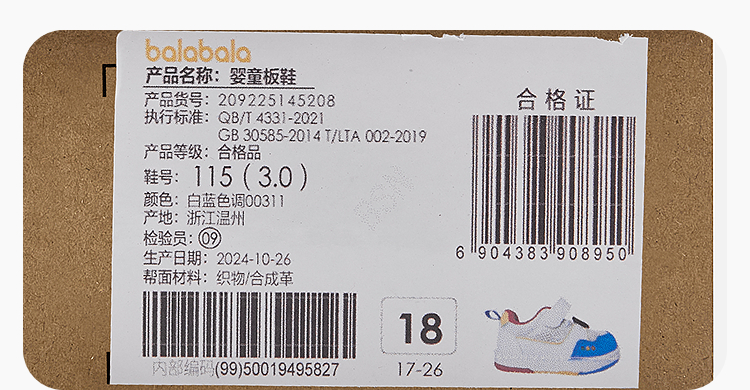 balabala
产品名称：婴童板鞋
产品货号：209225145208
执行标准：QB/T 4331-2021
GB 30585-2014 T/LTA 002-2019
产品等级：合格品
鞋号：115（3.0）
颜色：白蓝色调00311
产地：浙江温州
检验员：09
生产日期：2024-10-26
帮面材料：织物/合成革
内部编码(99)50019495827
合格证
6 904383 908950
18
17-26